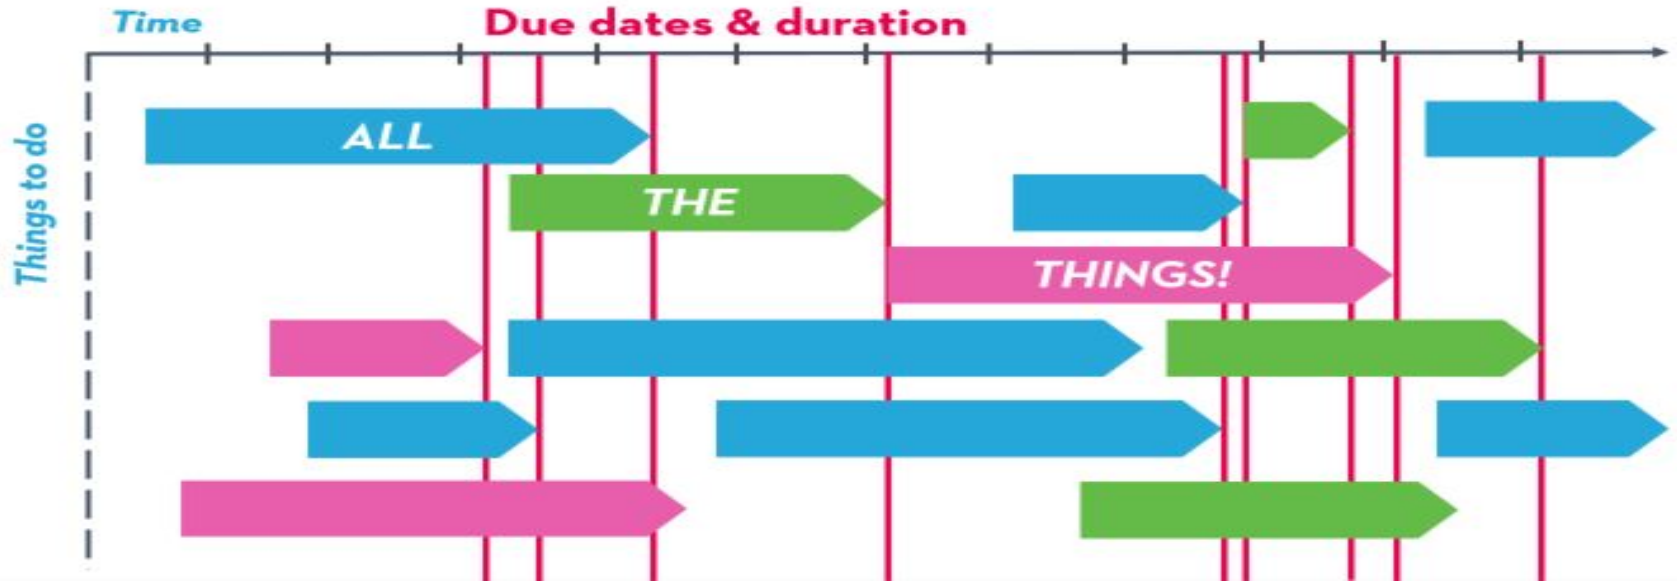 Time
Due dates & duration
Things to do
ALL
THE
THINGS!